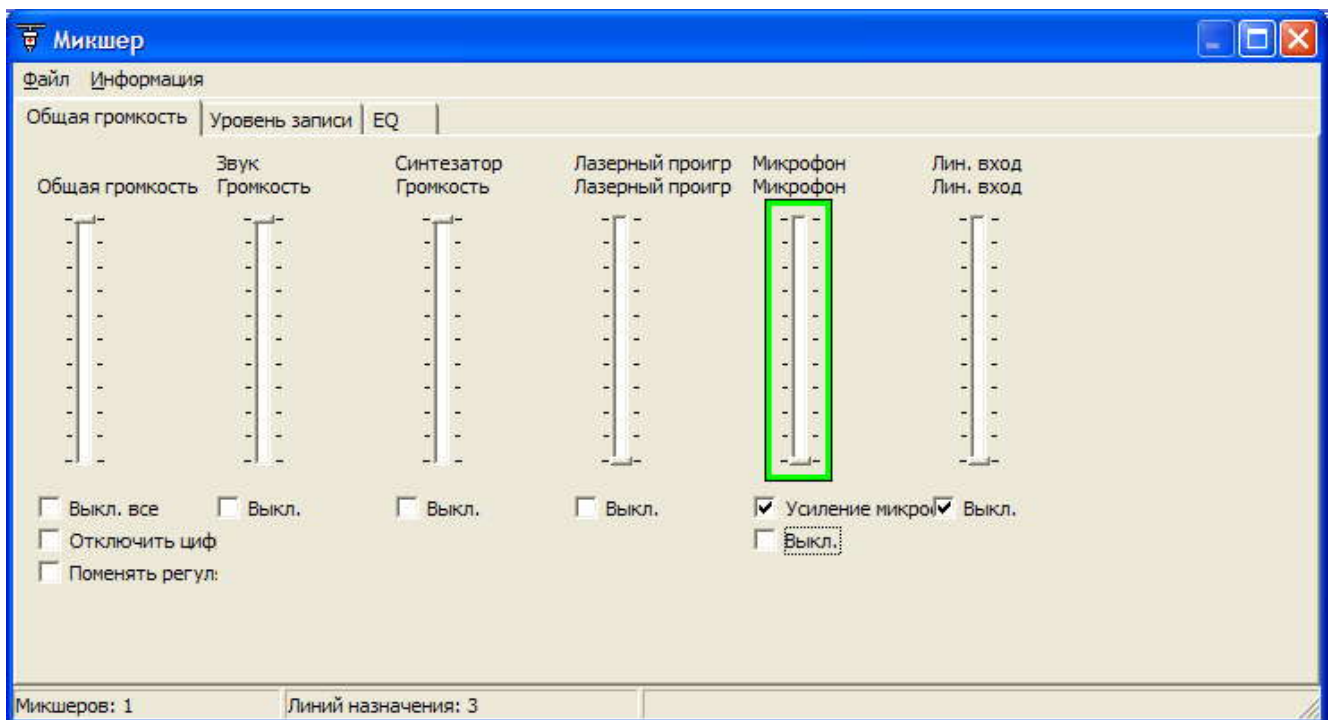 Микшер
Файл Информация
Общая громкость Уровень записи EQ
Звук Синтезатор Лазерный проигр Микрофон Лин. вход
Общая громкость Громкость Громкость Лазерный проигр Микрофон Лин. вход
Выкл. все Выкл. Выкл. Выкл. Усиление микро Выкл.
Отключить циф Выкл.
Поменять регул
Микшеров: 1 Линий назначения: 3